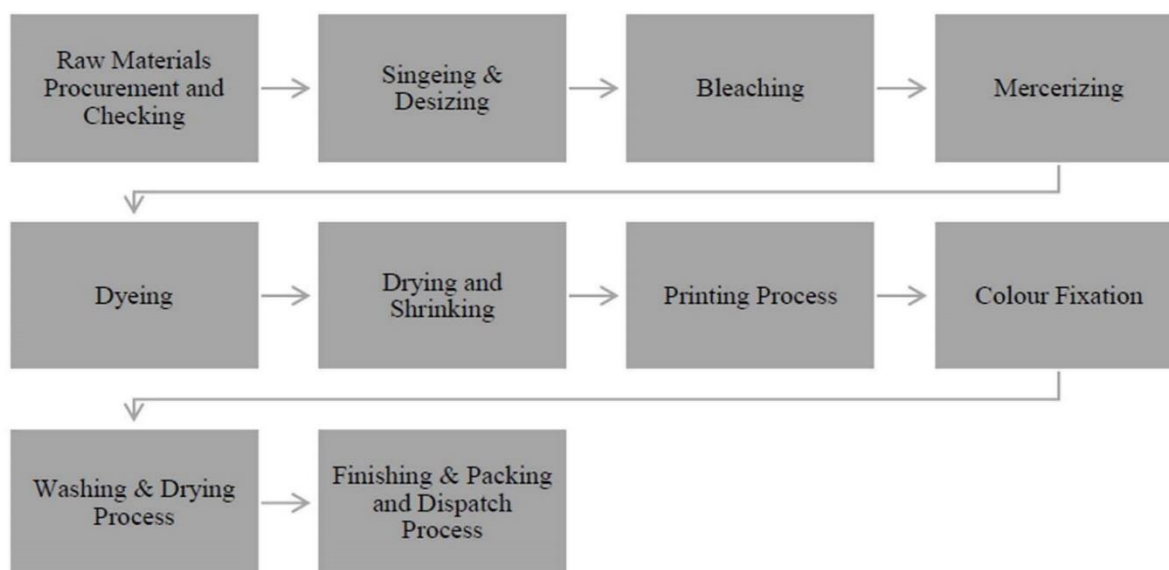 Raw Materials
Procurement and
Checking
Singeing &
Desizing
Bleaching
Mercerizing
Dyeing
Drying and
Shrinking
Printing Process
Colour Fixation
Washing & Drying
Process
Finishing & Packing
and Dispatch
Process